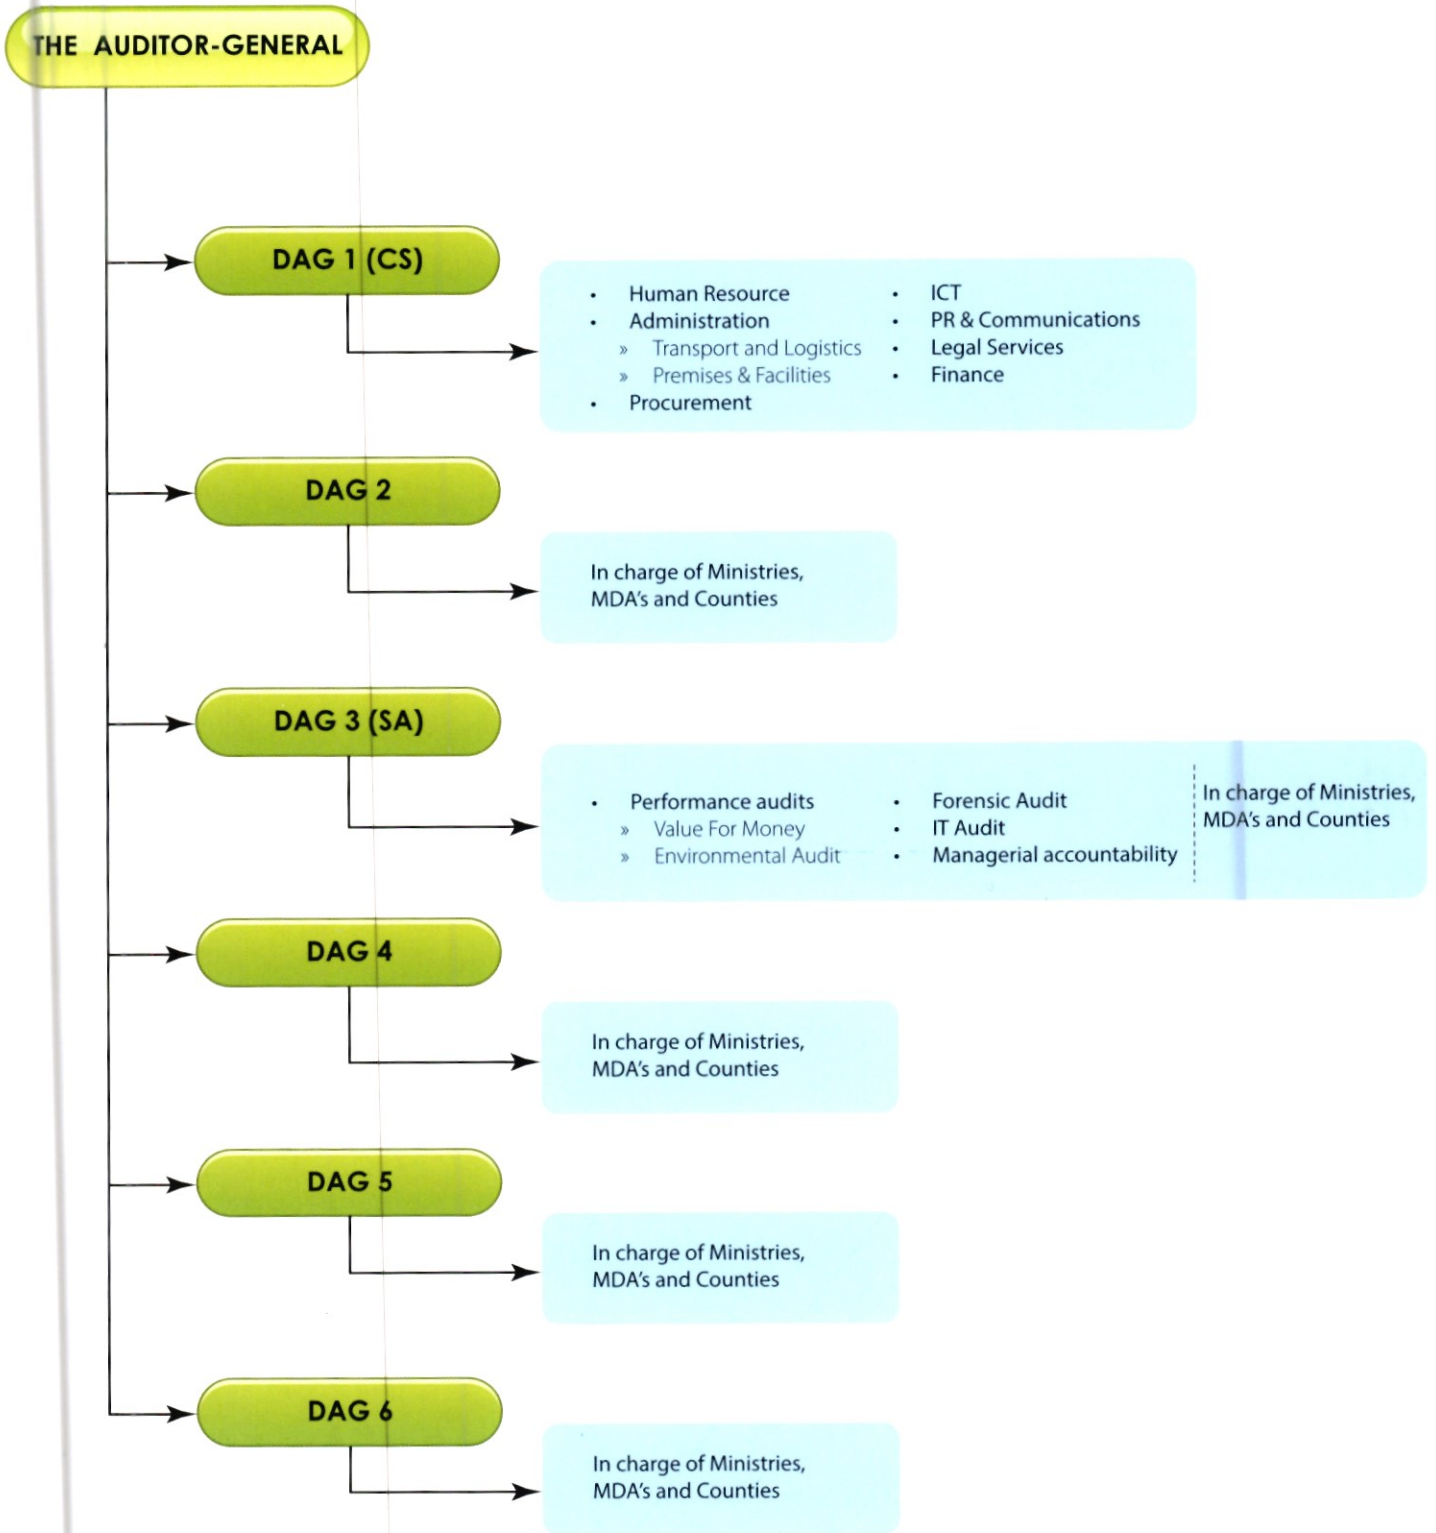 THE AUDITOR-GENERAL
DAG 1 (CS)
• Human Resource
• Administration
» Transport and Logistics
» Premises & Facilities
• Procurement
• ICT
• PR & Communications
• Legal Services
• Finance
DAG 2
In charge of Ministries,
MDA's and Counties
DAG 3 (SA)
• Performance audits
» Value For Money
» Environmental Audit
• Forensic Audit
• IT Audit
• Managerial accountability
In charge of Ministries,
MDA's and Counties
DAG 4
In charge of Ministries,
MDA's and Counties
DAG 5
In charge of Ministries,
MDA's and Counties
DAG 6
In charge of Ministries,
MDA's and Counties